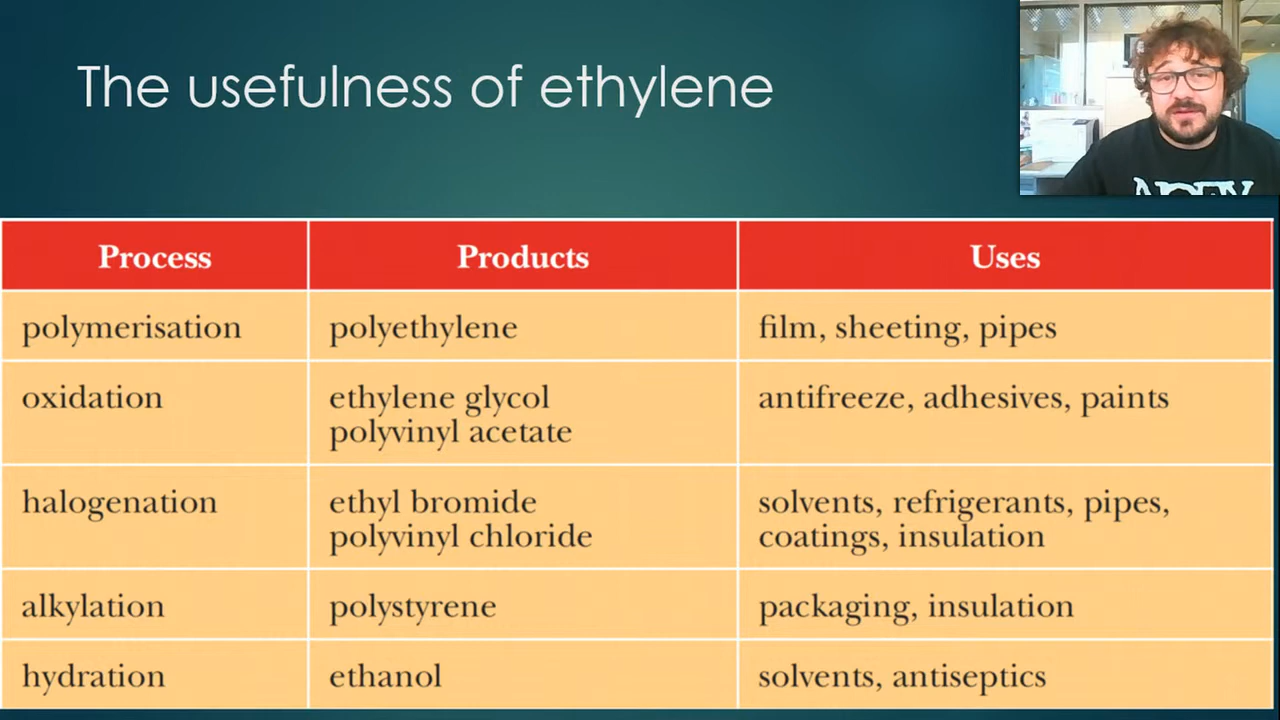 The usefulness of ethylene
Process Products Uses
polymerisation polyethylene film, sheeting, pipes
oxidation ethylene glycol antifreeze, adhesives, paints
polyvinyl acetate
halogenation ethyl bromide solvents, refrigerants, pipes,
polyvinyl chloride coatings, insulation
alkylation polystyrene packaging, insulation
hydration ethanol solvents, antiseptics